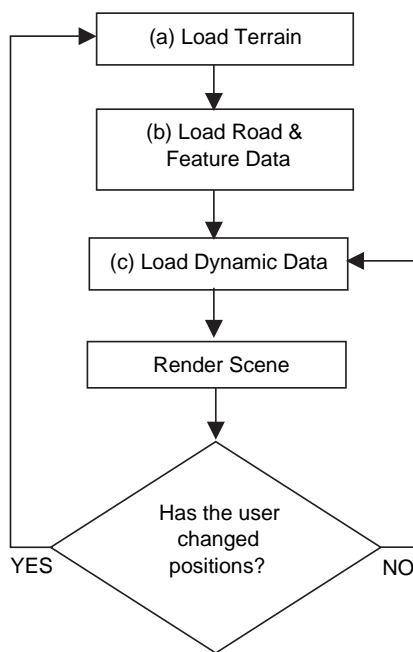 (a) Load Terrain
(b) Load Road &
Feature Data
(c) Load Dynamic Data
Render Scene
Has the user
changed
positions?
YES
NO